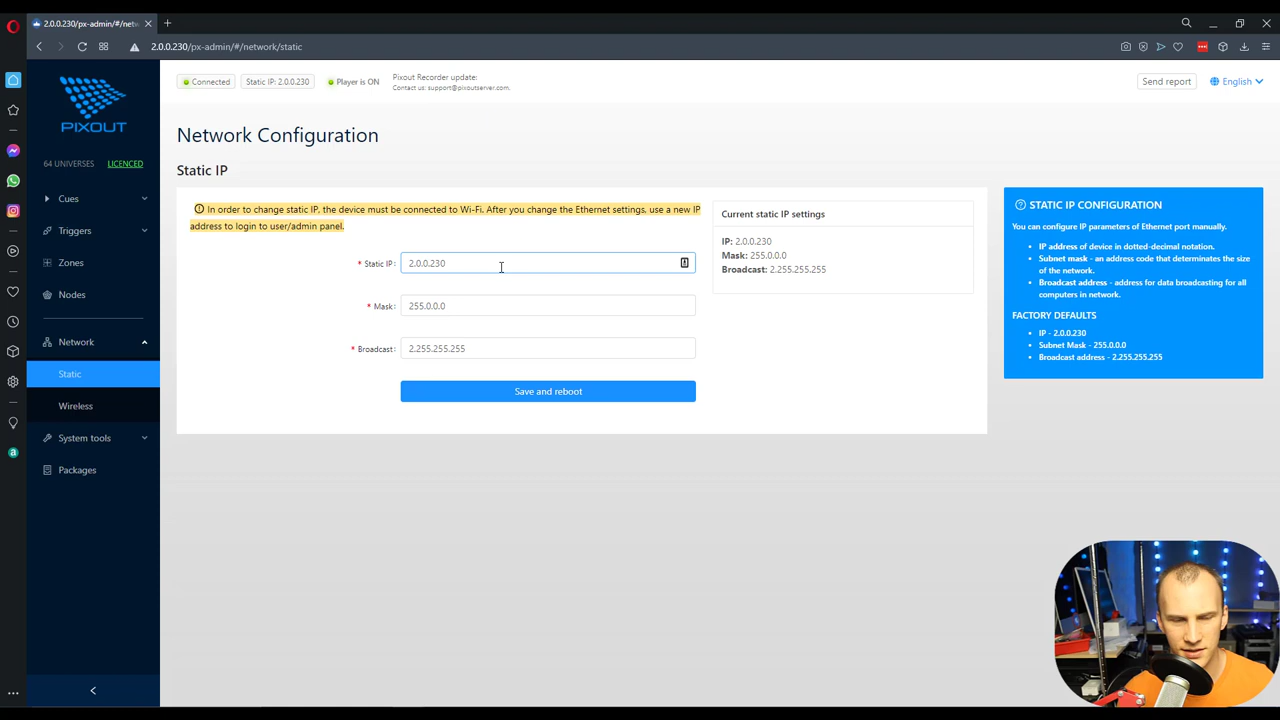 2.0.0.230/px-admin/#/netw
2.0.0.230/px-admin/#/network/static
PIXOUT
64 UNIVERSES LICENCED
Cues
Triggers
Zones
Nodes
Network
Static
Wireless
System tools
Packages
Connected
Static IP: 2.0.0.230
Player is ON
Pixout Recorder update:
Contact us: support@pixoutserver.com.
Send report
English
Network Configuration
Static IP
In order to change static IP, the device must be connected to Wi-Fi. After you change the Ethernet settings, use a new IP
address to login to user/admin panel.
* Static IP: 2.0.0.230
* Mask: 255.0.0.0
* Broadcast: 2.255.255.255
Save and reboot
Current static IP settings
IP: 2.0.0.230
Mask: 255.0.0.0
Broadcast: 2.255.255.255
STATIC IP CONFIGURATION
You can configure IP parameters of Ethernet port manually.
• IP address of device in dotted-decimal notation.
• Subnet mask - an address code that determinates the size
of the network.
• Broadcast address - address for data broadcasting for all
computers in network.
FACTORY DEFAULTS
• IP - 2.0.0.230
• Subnet Mask - 255.0.0.0
• Broadcast address - 2.255.255.255